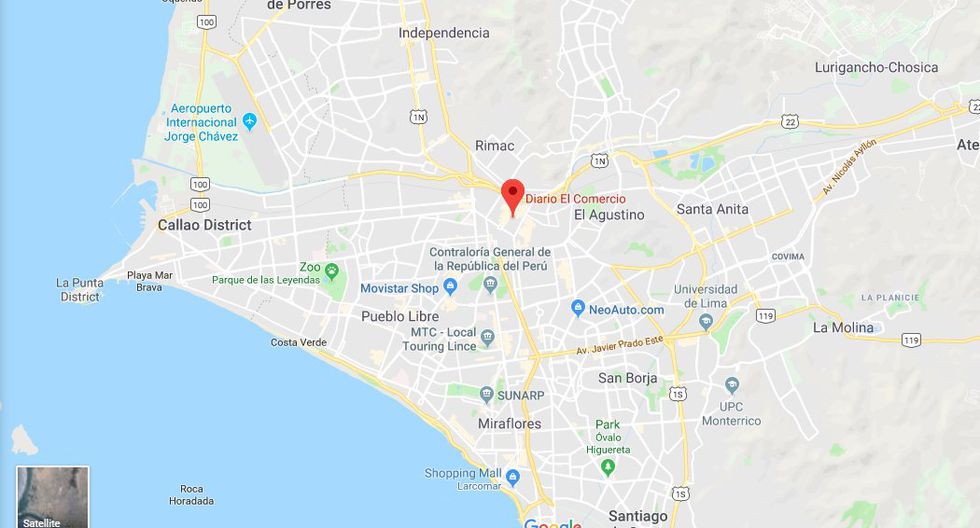 de Porres
100
Independencia
Lurigancho-Chosica
Aeropuerto
Internacional
Jorge Chávez
1N
22
22
Rimac
1N
Ate
Av. Nicolás Ayllón
100
100
Diario El Comercio
El Agustino
Santa Anita
Callao District
Contraloría General de
la República del Perú
COVIMA
Zoo
Parque de las Leyendas
Playa Mar
Brava
La Punta
District
Movistar Shop
Universidad
de Lima
LA PLANICIE
NeoAuto.com
Pueblo Libre
119
La Molina
119
MTC - Local
Touring Lince
Costa Verde
Av. Javier Prado Este
San Borja
1S
SUNARP
UPC
Monterrico
Miraflores
Park
Óvalo
Higuereta
Shopping Mall
Larcomar
Roca
Horadada
1S
Santiago
Satellite
Google